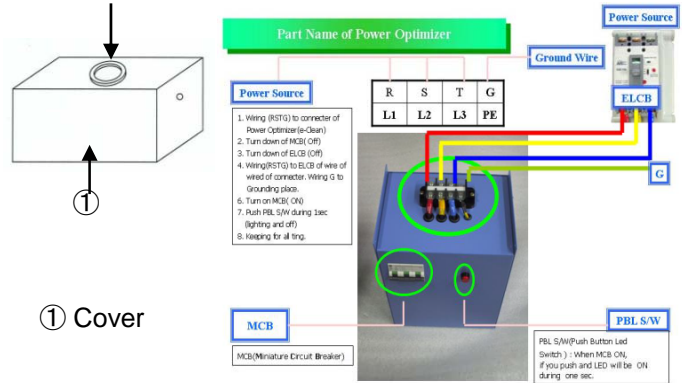 Part Name of Power Optimizer
Power Source
Ground Wire
Power Source
R S T G
L1 L2 L3 PE
ELCB
1. Wiring (RSTG) to connecter of
Power Optimizer(e-Clean)
2. Turn down of MCB( Off)
3. Turn down of ELCB (Off)
4. Wiring(RSTG) to ELCB of wire of
wired of connecter. Wiring G to
Grounding place.
6. Turn on MCB( ON)
7. Push PBL S/W during 1sec
(lighting and off)
8. Keeping for all ting.
G
①
① Cover
MCB
MCB(Miniature Circuit Breaker)
PBL S/W
PBL S/W(Push Button Led
Switch ) : When MCB ON,
if you push and LED will be ON
during one sec.